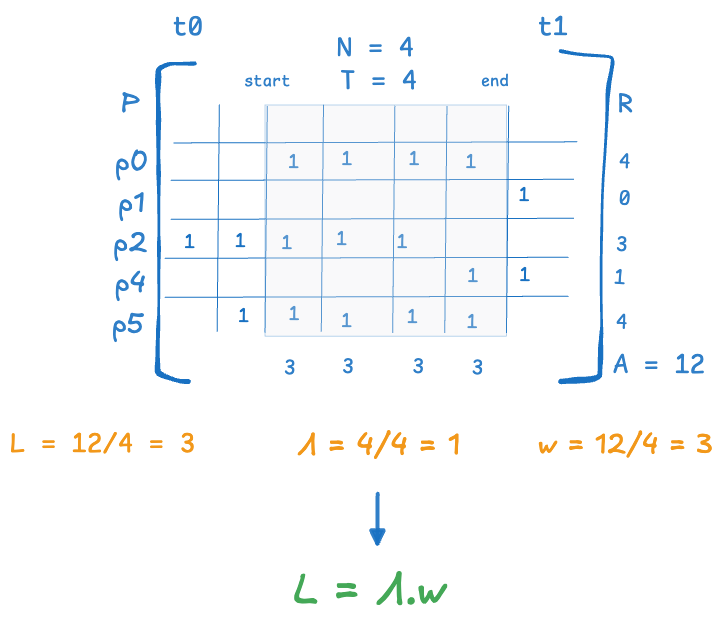 t0 t1
N = 4
start T = 4 end
P R
p0 1 1 1 1 4
p1 1 0
p2 1 1 1 1 1 3
p4 1 1 1
p5 1 1 1 1 1 4
3 3 3 3 A = 12
L = 12/4 = 3 Λ = 4/4 = 1 w = 12/4 = 3
L = Λ.w